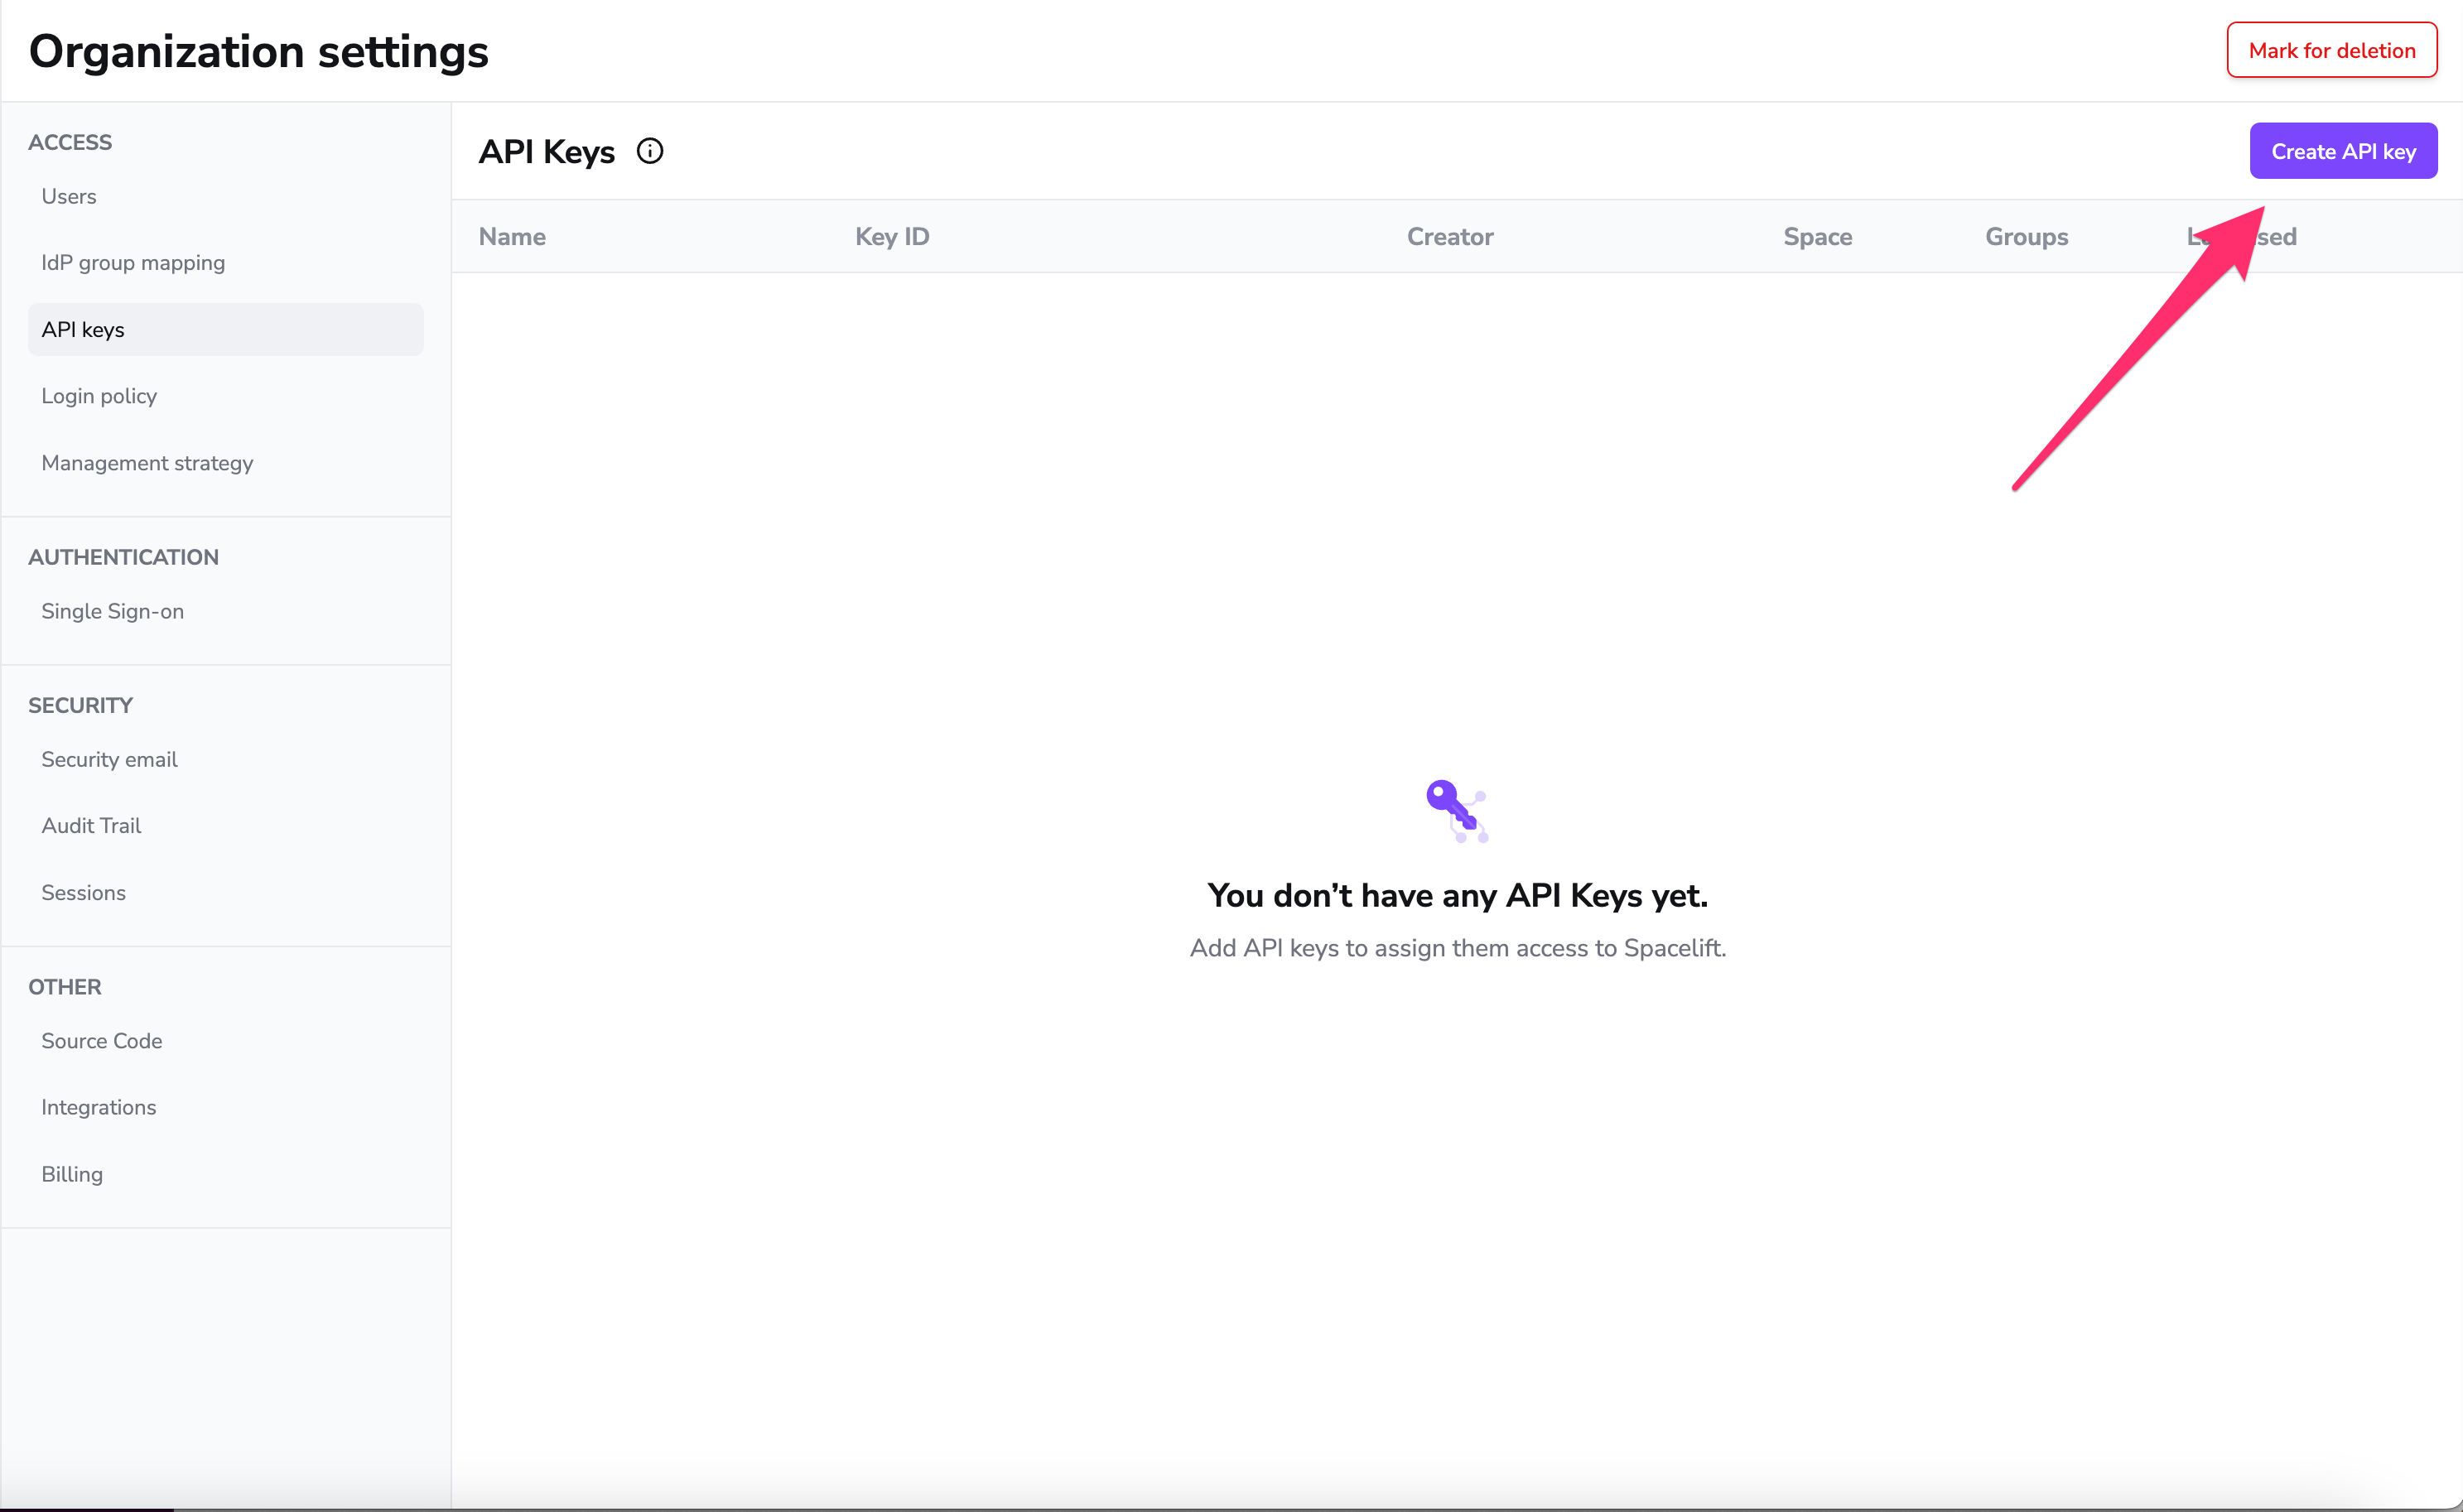 Organization settings
Mark for deletion
ACCESS
Users
IdP group mapping
API keys
Login policy
Management strategy
AUTHENTICATION
Single Sign-on
SECURITY
Security email
Audit Trail
Sessions
OTHER
Source Code
Integrations
Billing
API Keys
Create API key
Name Key ID Creator Space Groups
You don’t have any API Keys yet.
Add API keys to assign them access to Spacelift.